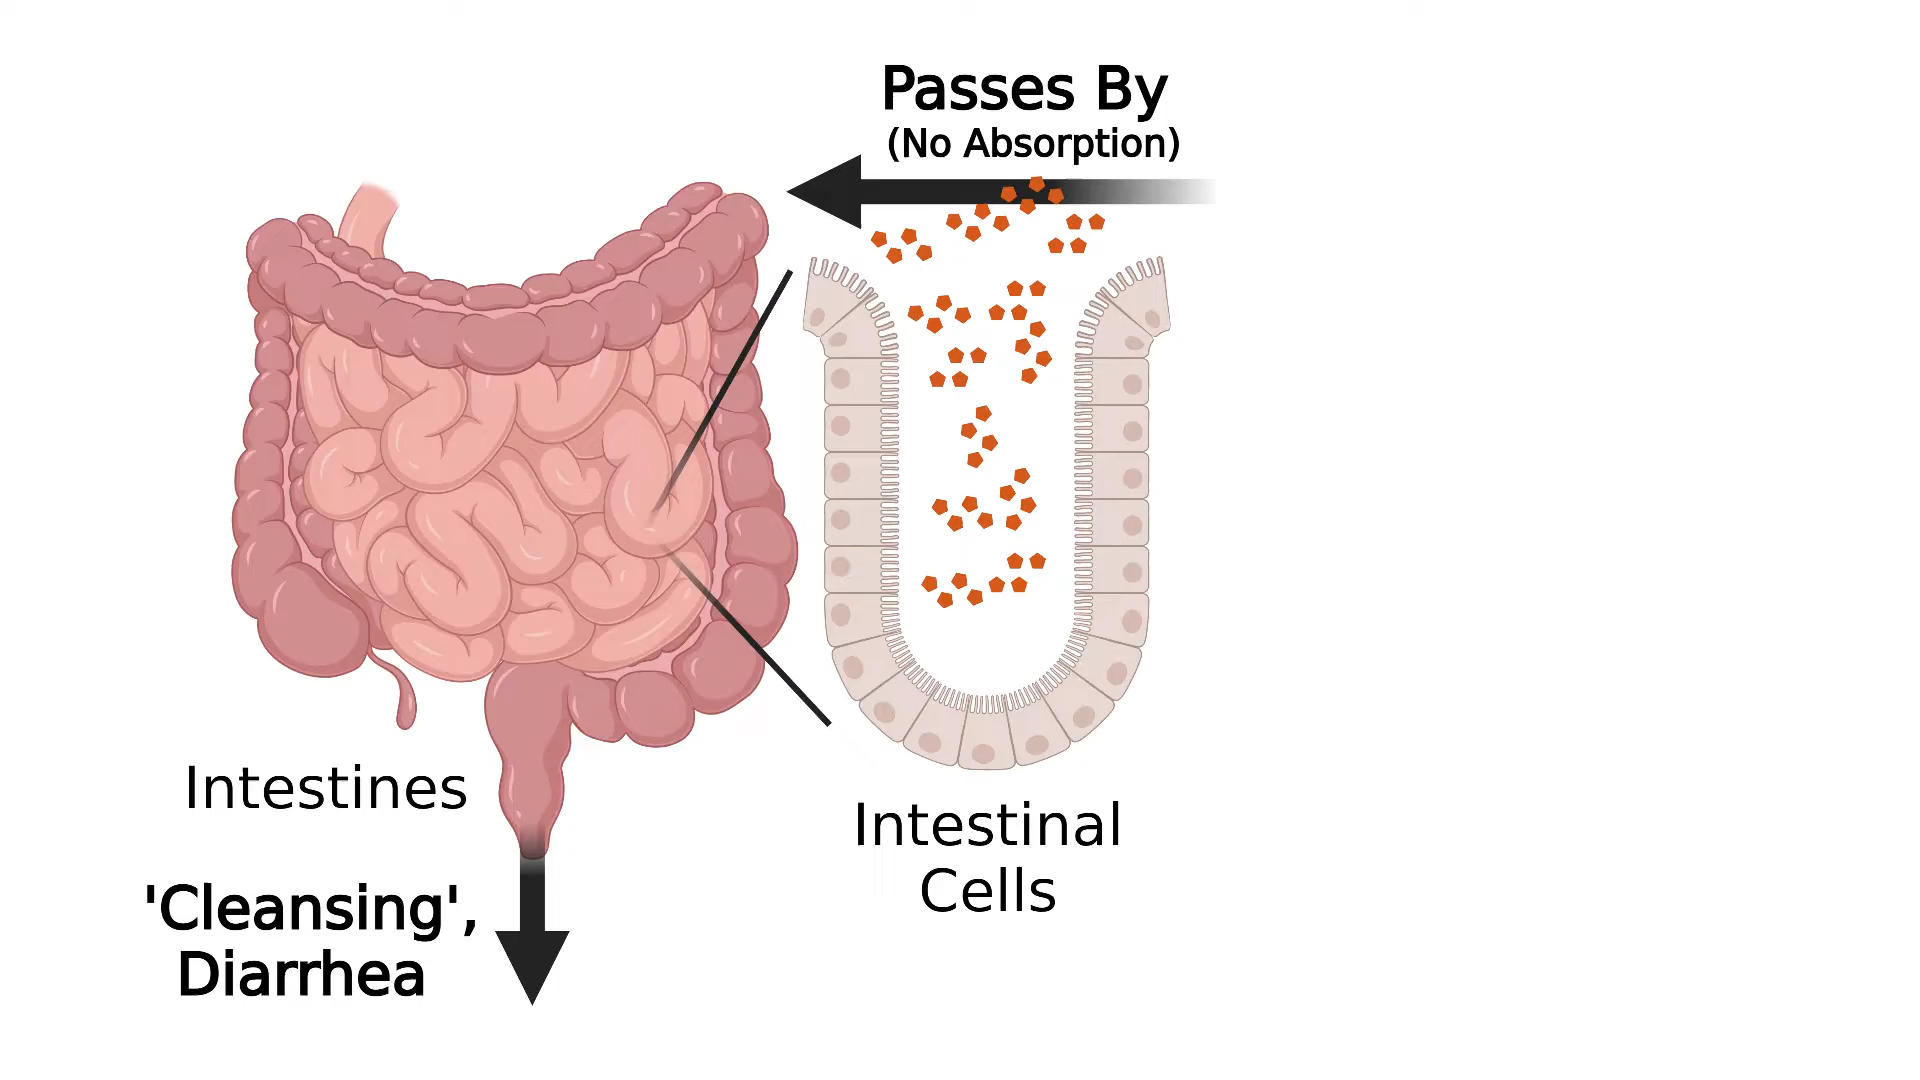 Passes By
(No Absorption)
Intestines
Intestinal
Cells
'Cleansing',
Diarrhea